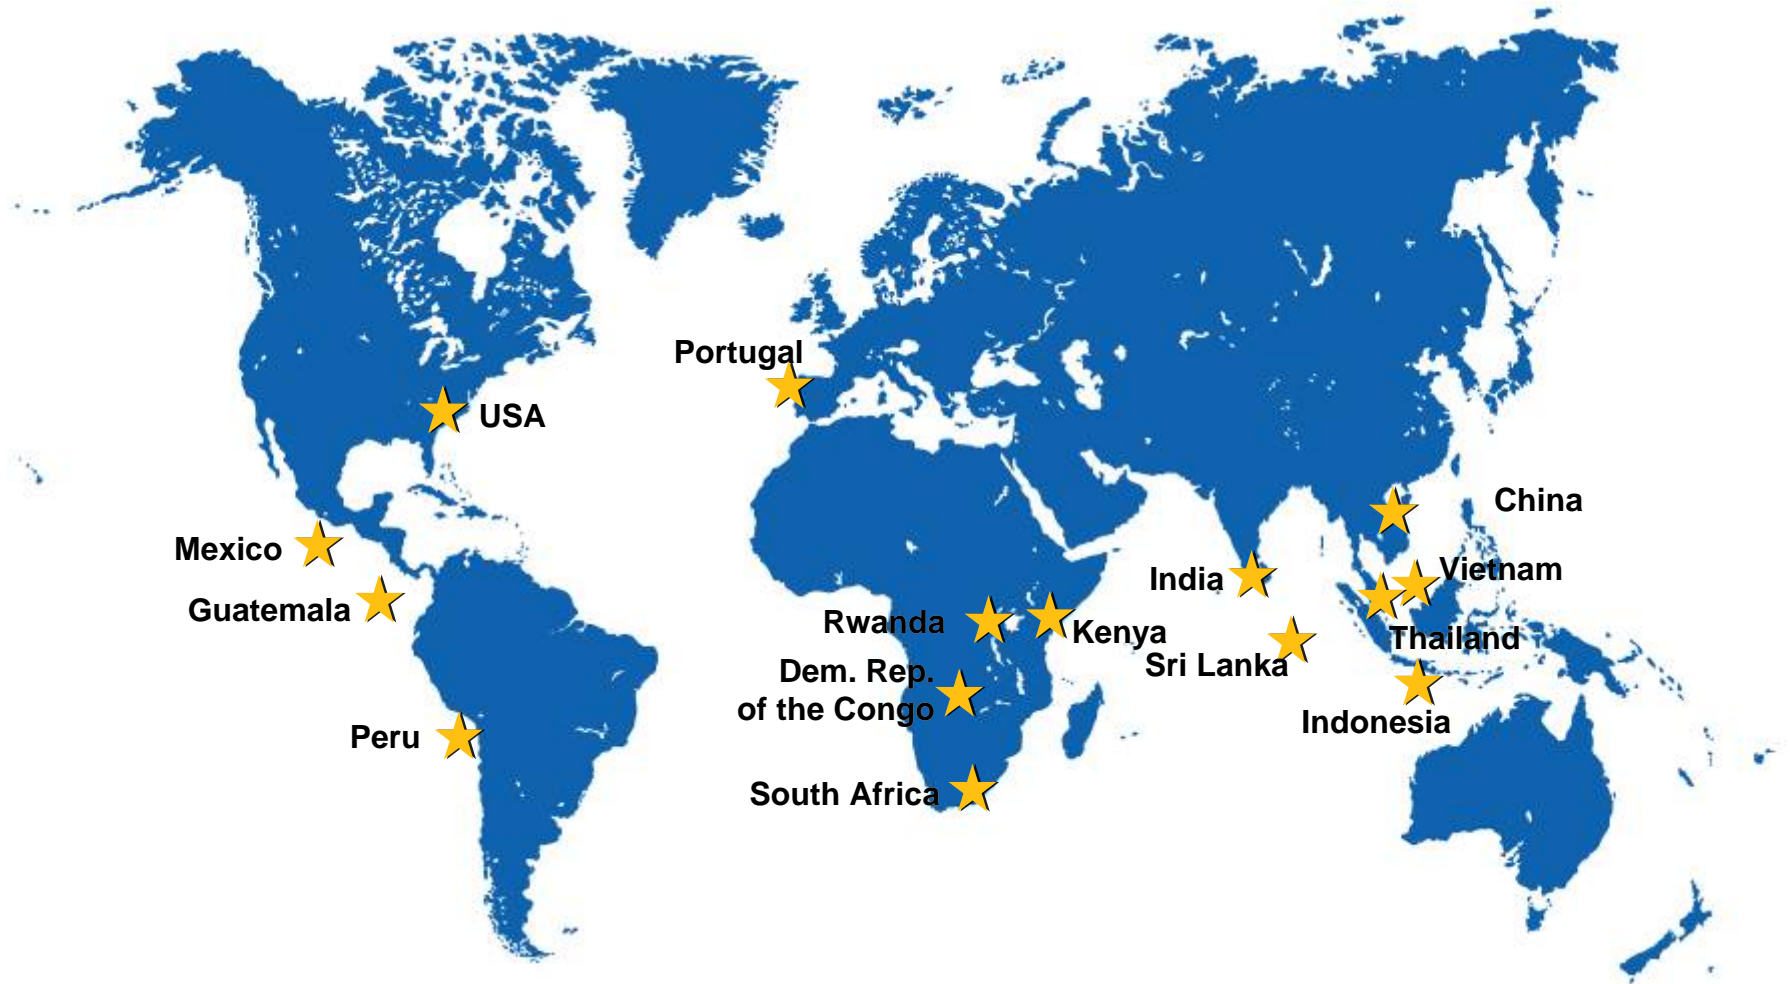 Portugal
USA
China
Mexico
India
Vietnam
Guatemala
Rwanda
Kenya
Thailand
Sri Lanka
Dem. Rep.
of the Congo
Indonesia
Peru
South Africa